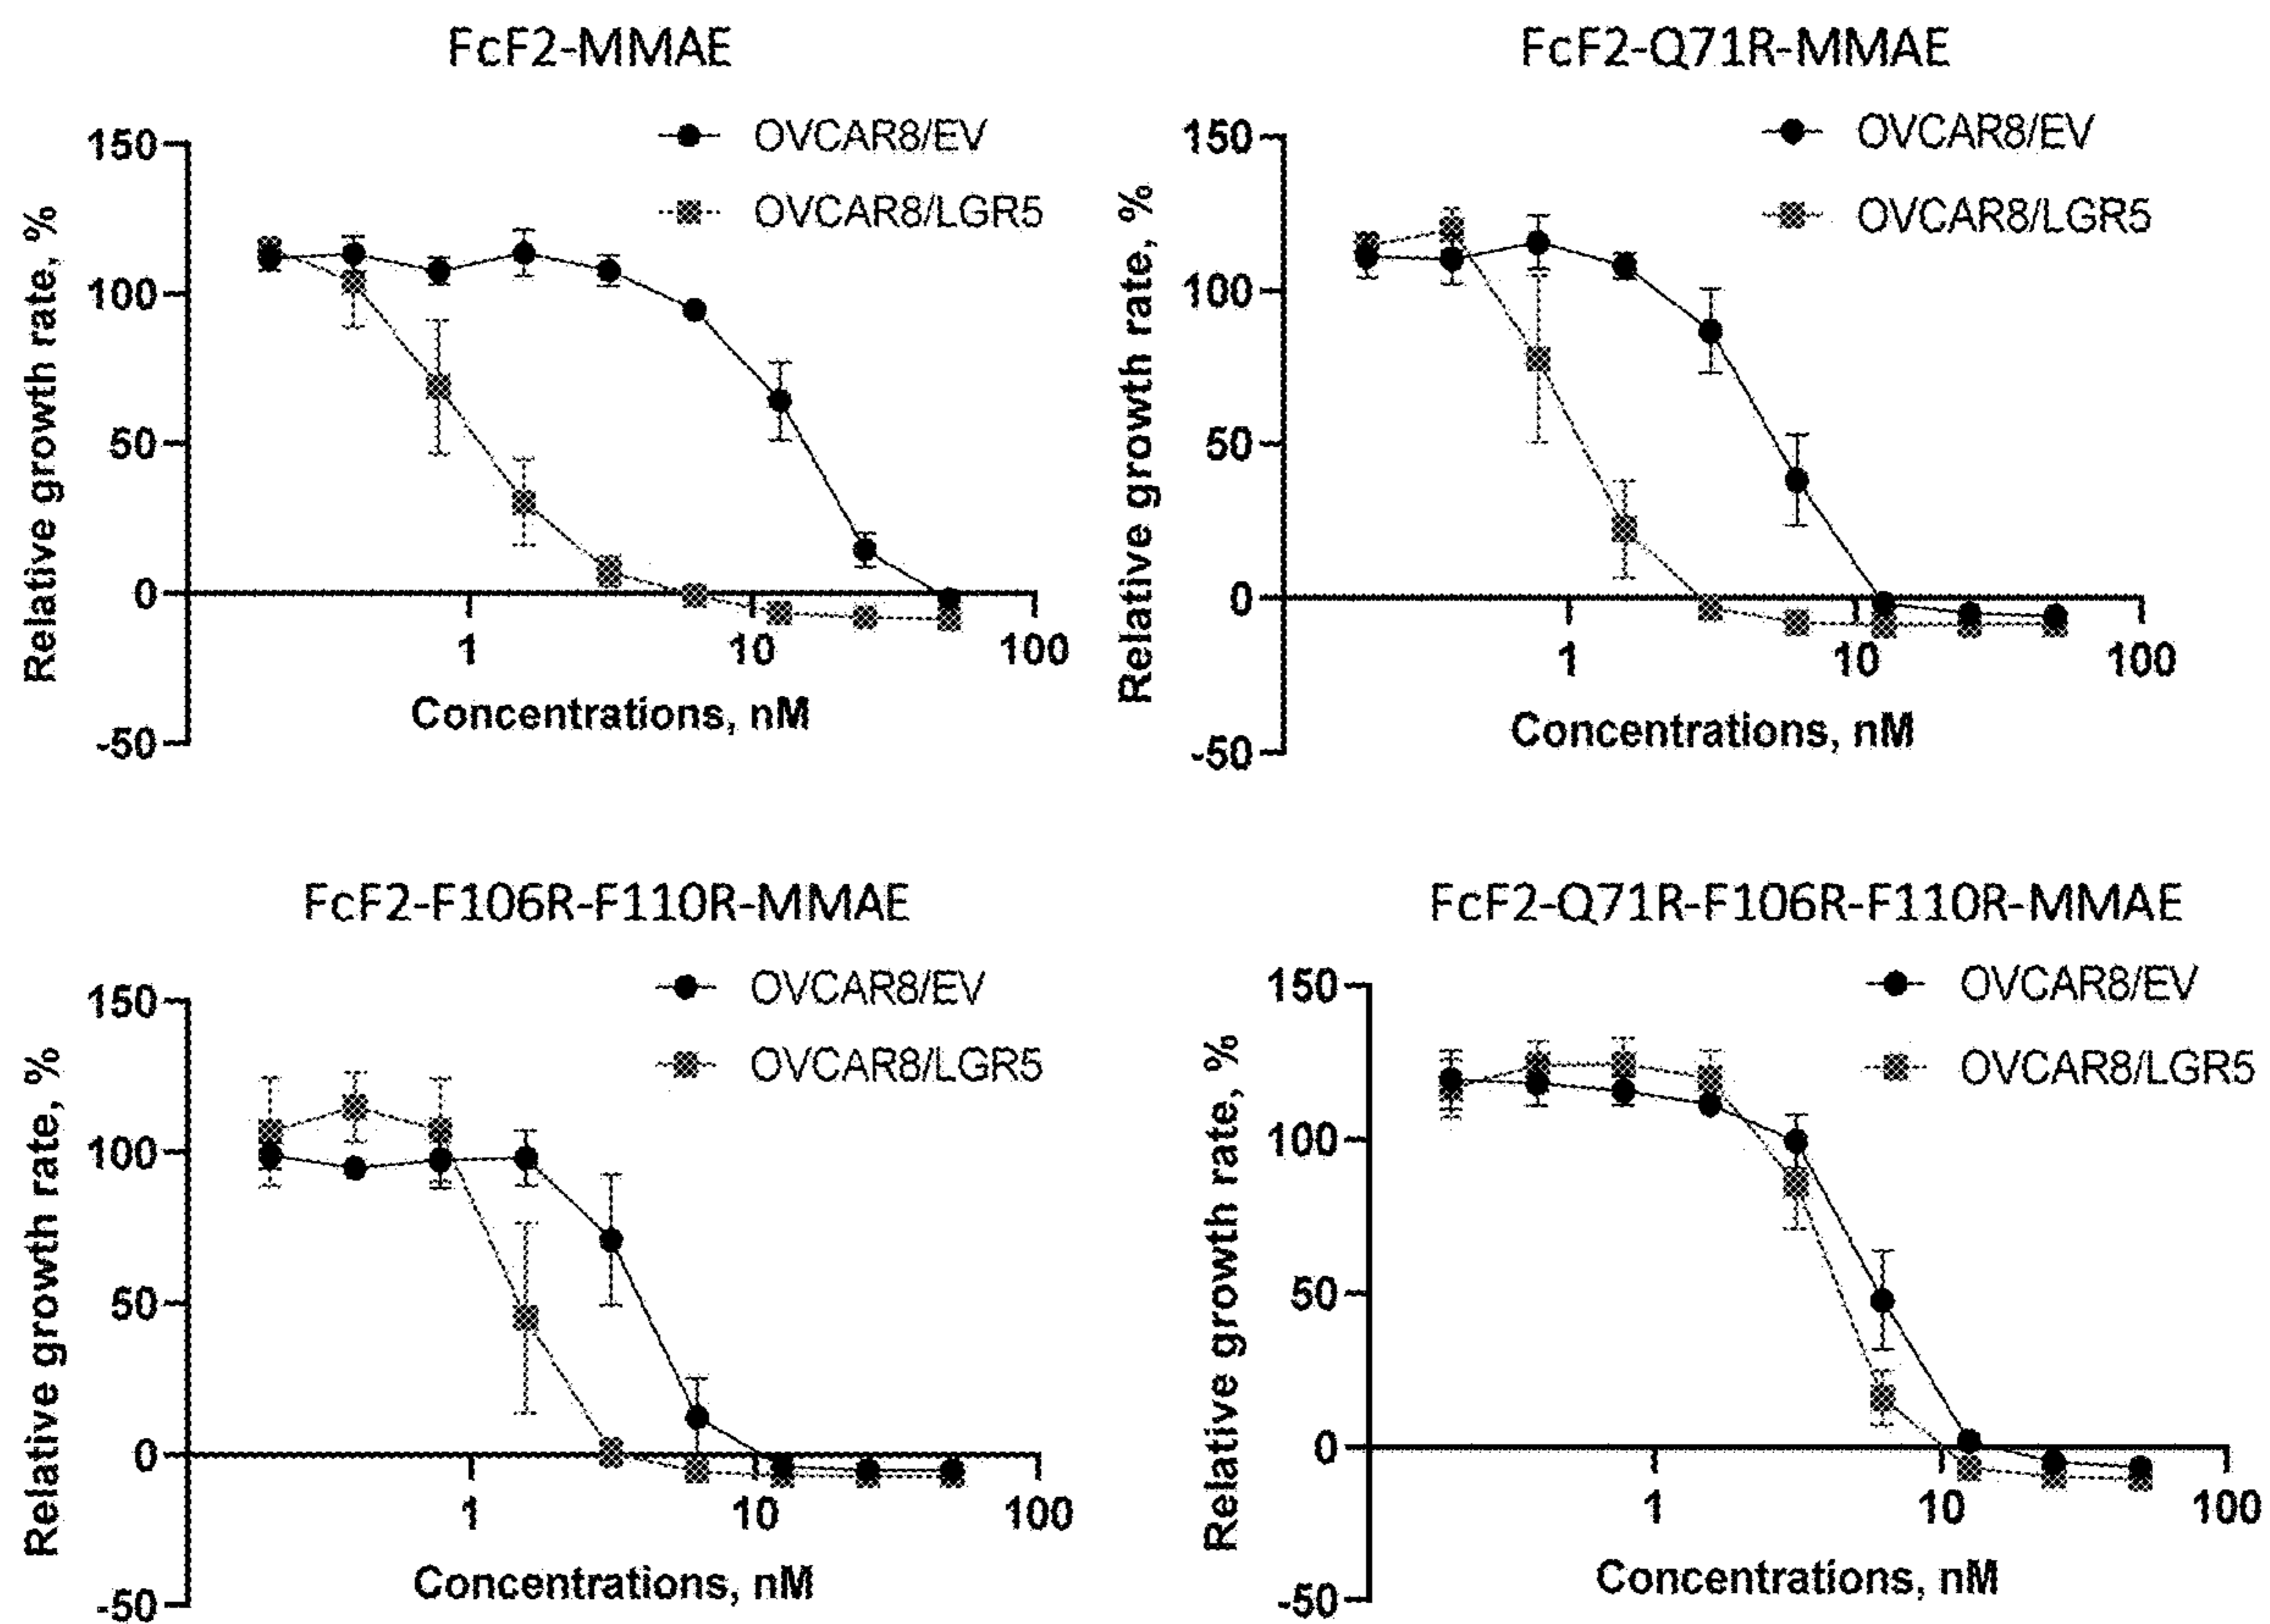 FcF2-MMAE
OVCAR8/EV
OVCAR8/LGR5
Relative growth rate, %
150
100
50
0
-50
1
10
100
Concentrations, nM
FcF2-Q71R-MMAE
OVCAR8/EV
OVCAR8/LGR5
Relative growth rate, %
150
100
50
0
-50
1
10
100
Concentrations, nM
FcF2-F106R-F110R-MMAE
OVCAR8/EV
OVCAR8/LGR5
Relative growth rate, %
150
100
50
0
-50
1
10
100
Concentrations, nM
FcF2-Q71R-F106R-F110R-MMAE
OVCAR8/EV
OVCAR8/LGR5
Relative growth rate, %
150
100
50
0
-50
1
10
100
Concentrations, nM